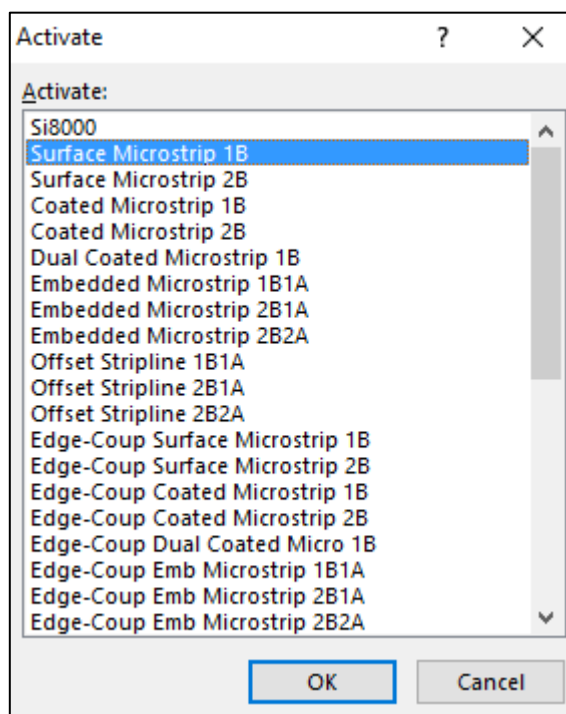 Activate ?
Activate:
Si8000
Surface Microstrip 1B
Surface Microstrip 2B
Coated Microstrip 1B
Coated Microstrip 2B
Dual Coated Microstrip 1B
Embedded Microstrip 1B1A
Embedded Microstrip 2B1A
Embedded Microstrip 2B2A
Offset Stripline 1B1A
Offset Stripline 2B1A
Offset Stripline 2B2A
Edge-Coup Surface Microstrip 1B
Edge-Coup Surface Microstrip 2B
Edge-Coup Coated Microstrip 1B
Edge-Coup Coated Microstrip 2B
Edge-Coup Dual Coated Micro 1B
Edge-Coup Emb Microstrip 1B1A
Edge-Coup Emb Microstrip 2B1A
Edge-Coup Emb Microstrip 2B2A
OK Cancel